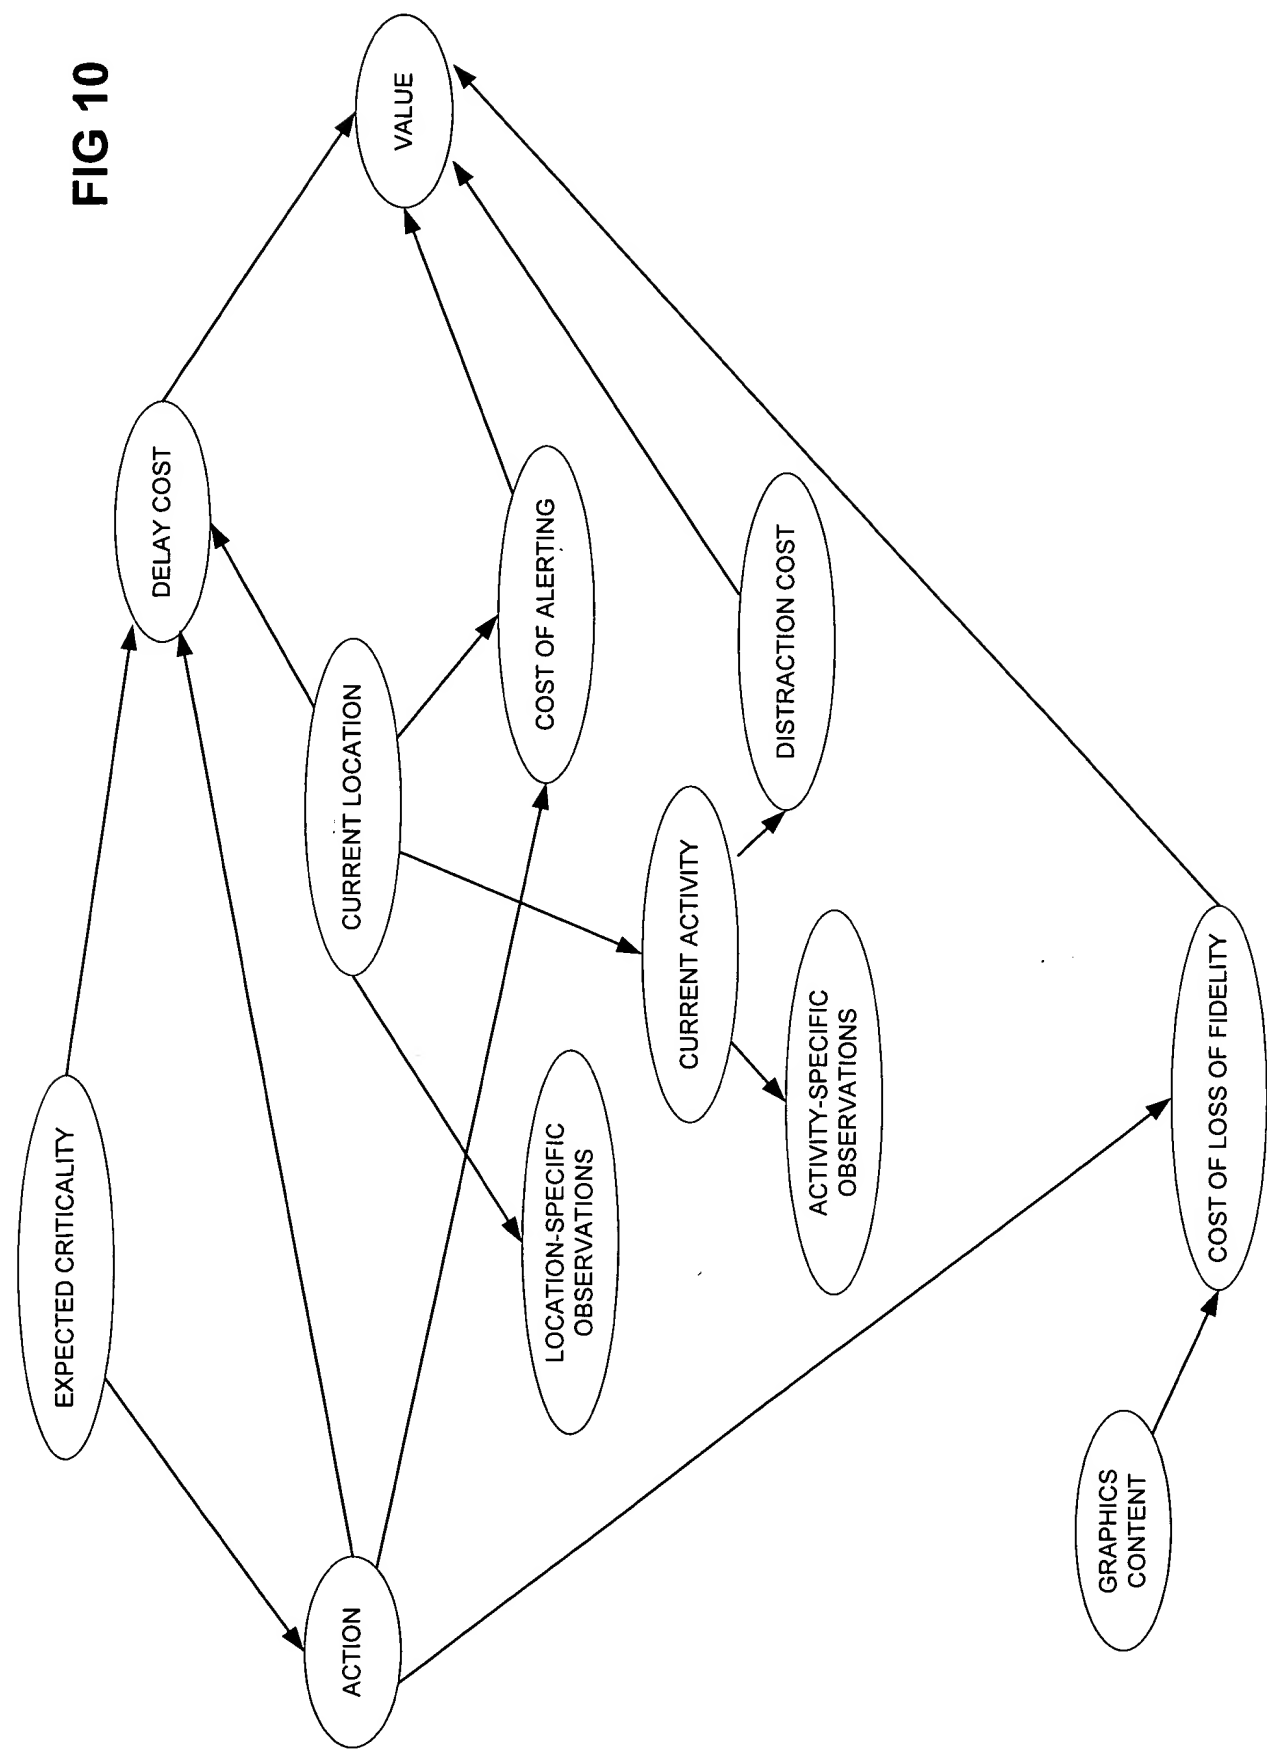 FIG 10
EXPECTED CRITICALITY
DELAY COST
ACTION
CURRENT LOCATION
VALUE
LOCATION-SPECIFIC
OBSERVATIONS
COST OF ALERTING
CURRENT ACTIVITY
ACTIVITY-SPECIFIC
OBSERVATIONS
DISTRACTION COST
GRAPHICS
CONTENT
COST OF LOSS OF FIDELITY